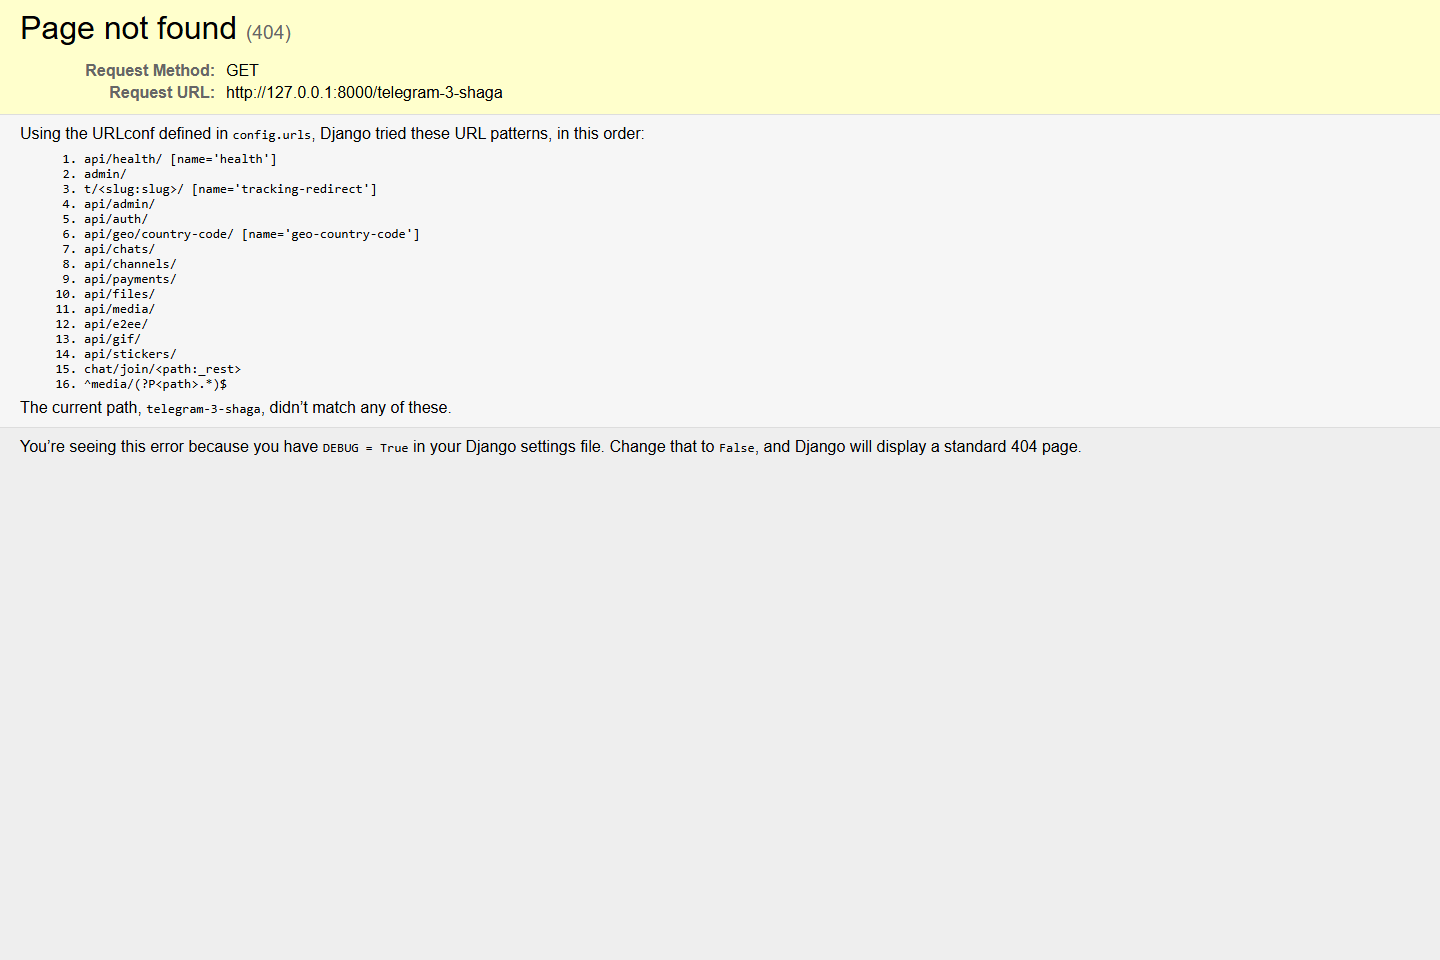 Page not found (404)
Request Method: GET
Request URL: http://127.0.0.1:8000/telegram-3-shaga
Using the URLconf defined in config.urls, Django tried these URL patterns, in this order:
1. api/health/ [name='health']
2. admin/
3. t/<slug:slug>/ [name='tracking-redirect']
4. api/admin/
5. api/auth/
6. api/geo/country-code/ [name='geo-country-code']
7. api/chats/
8. api/channels/
9. api/payments/
10. api/files/
11. api/media/
12. api/e2ee/
13. api/gif/
14. api/stickers/
15. chat/join/<path:_rest>
16. ^media/(?P<path>.*)$
The current path, telegram-3-shaga, didn’t match any of these.
You’re seeing this error because you have DEBUG = True in your Django settings file. Change that to False, and Django will display a standard 404 page.